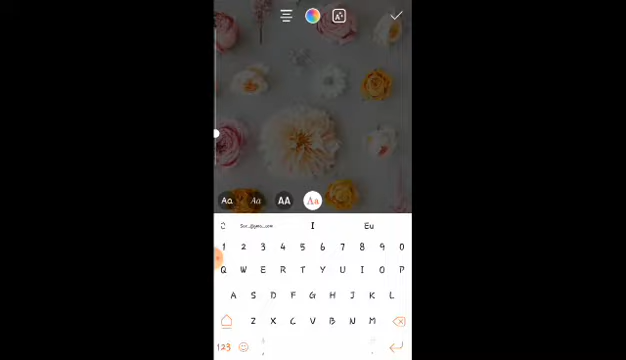 Aa Aa AA Aa
I Eu
1 2 3 4 5 6 7 8 9 0
Q W E R T Y U I O P
A S D F G H J K L
Z X C V B N M
123